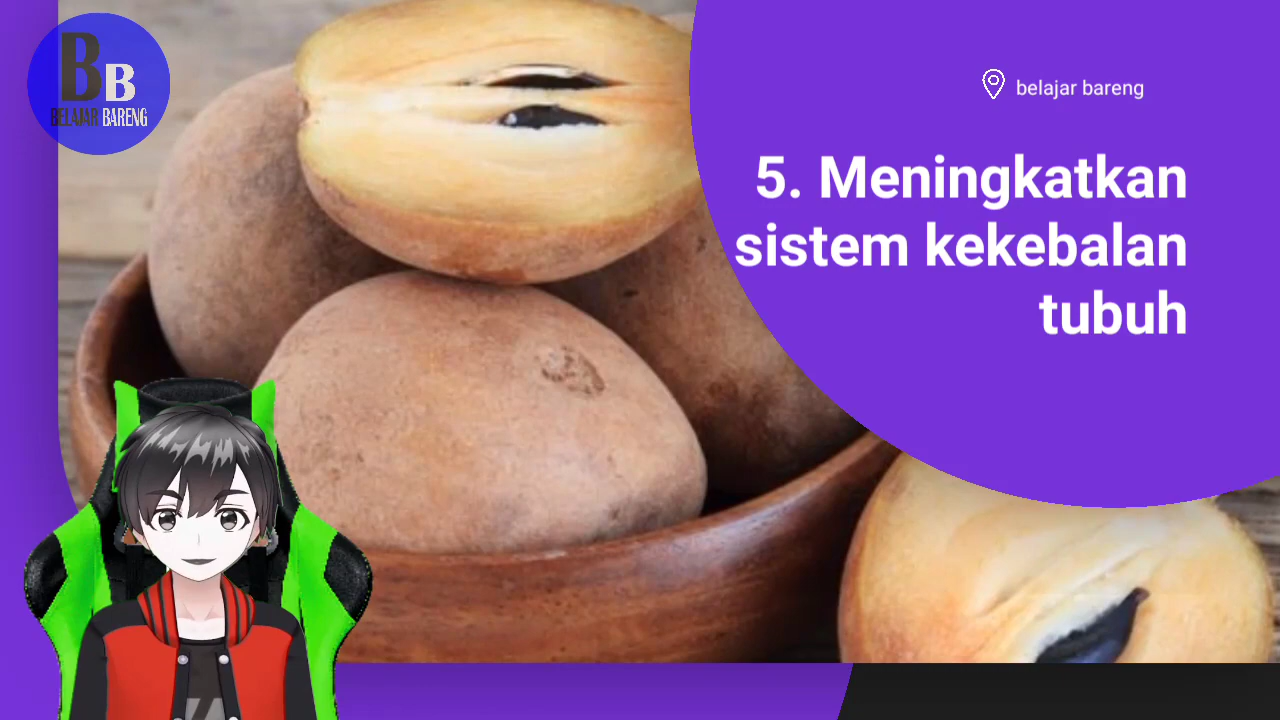 BB
BELAJAR BARENG
belajar bareng
5. Meningkatkan
sistem kekebalan
tubuh